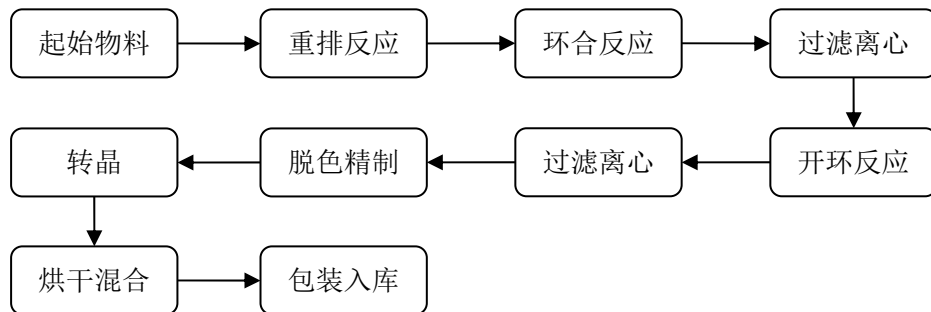 起始物料
重排反应
环合反应
过滤离心
开环反应
过滤离心
脱色精制
转晶
烘干混合
包装入库